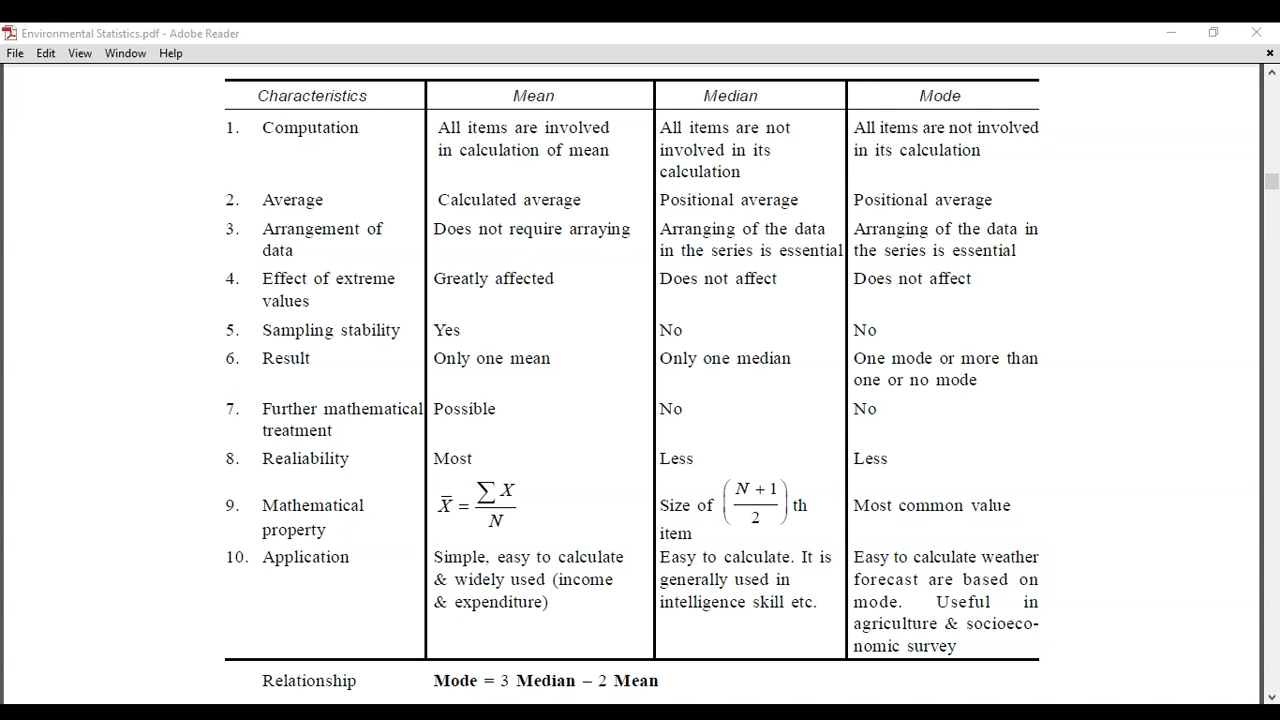 Environmental Statistics.pdf - Adobe Reader
File Edit View Window Help
Characteristics Mean Median Mode
1. Computation All items are involved All items are not All items are not involved
in calculation of mean involved in its in its calculation
calculation
2. Average Calculated average Positional average Positional average
3. Arrangement of Does not require arraying Arranging of the data Arranging of the data in
data in the series is essential the series is essential
4. Effect of extreme Greatly affected Does not affect Does not affect
values
5. Sampling stability Yes No No
6. Result Only one mean Only one median One mode or more than
one or no mode
7. Further mathematical Possible No No
treatment
8. Realiability Most Less Less
9. Mathematical X̄ = ∑X / N Size of ((N + 1) / 2) th Most common value
property item
10. Application Simple, easy to calculate Easy to calculate. It is Easy to calculate weather
& widely used (income generally used in forecast are based on
& expenditure) intelligence skill etc. mode. Useful in
agriculture & socioeco-
nomic survey
Relationship Mode = 3 Median – 2 Mean